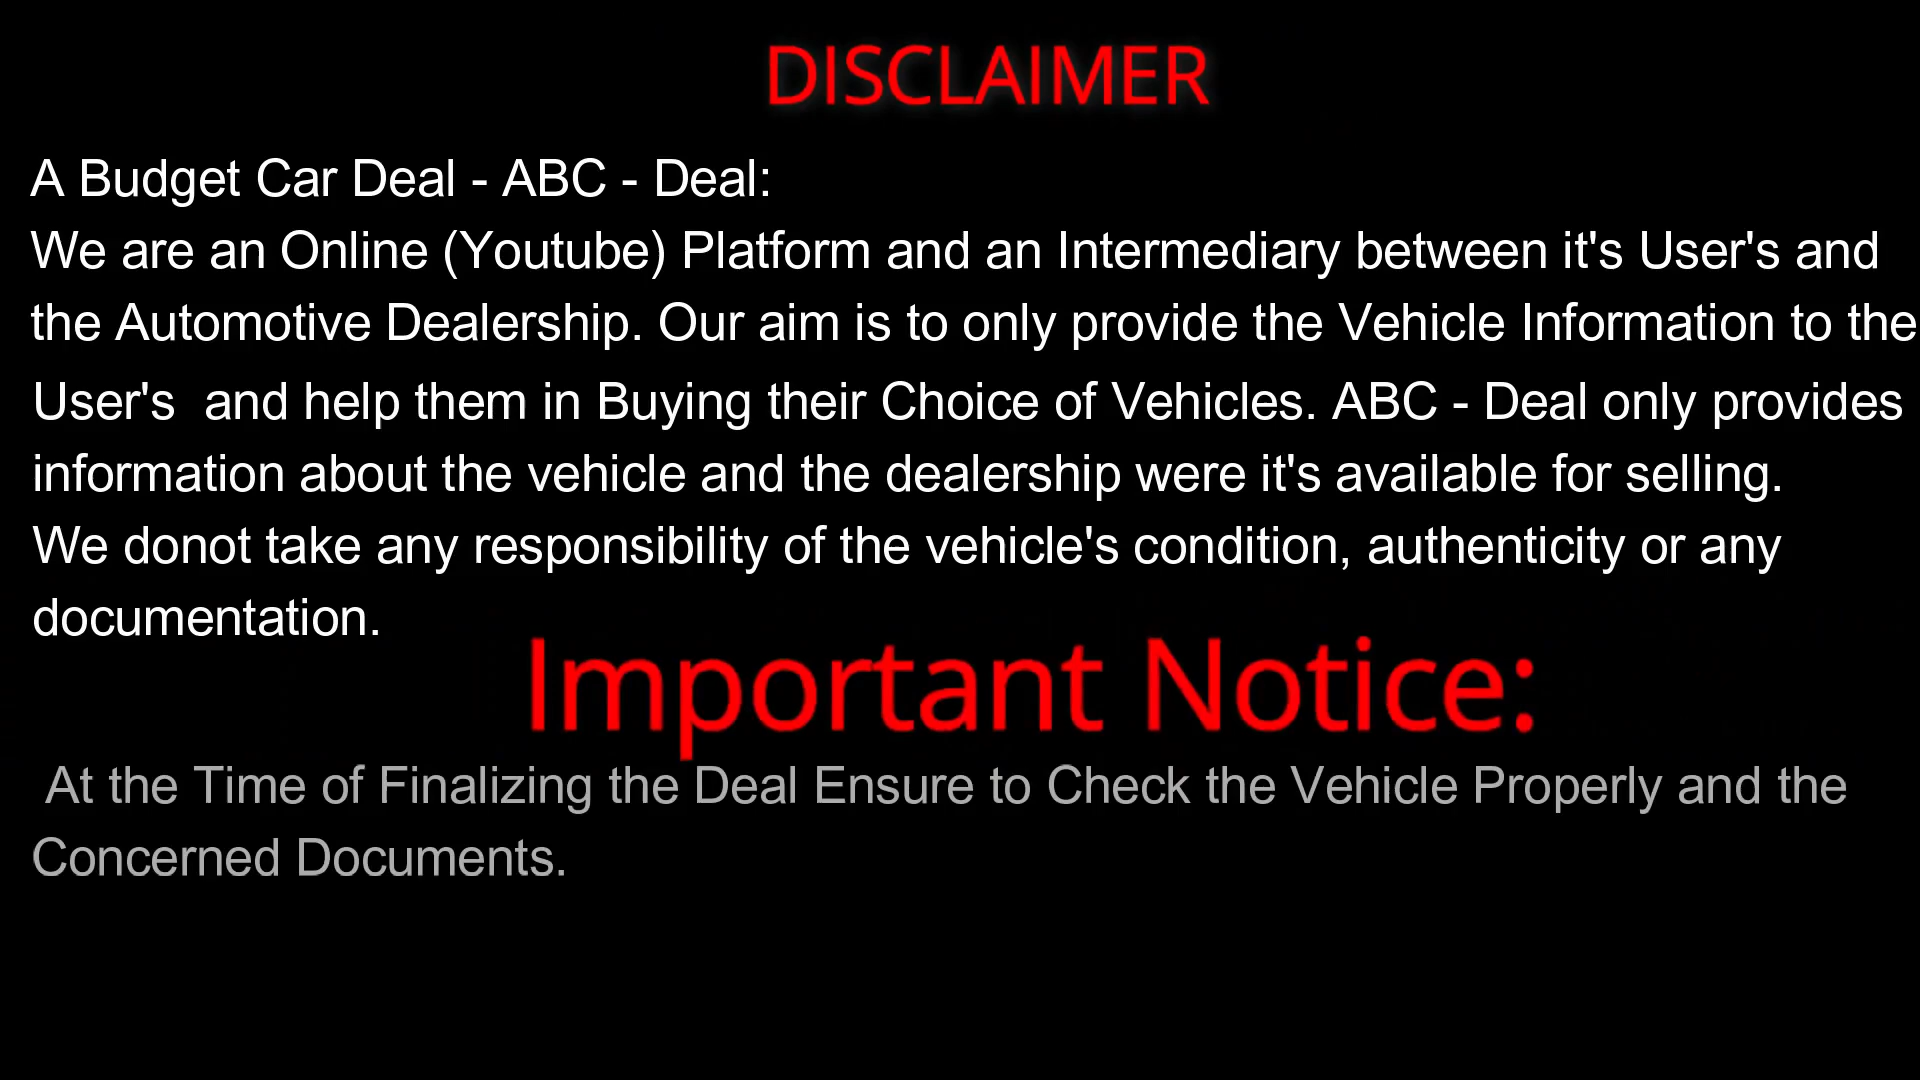 DISCLAIMER
A Budget Car Deal - ABC - Deal:
We are an Online (Youtube) Platform and an Intermediary between it's User's and
the Automotive Dealership. Our aim is to only provide the Vehicle Information to the
User's  and help them in Buying their Choice of Vehicles. ABC - Deal only provides
information about the vehicle and the dealership were it's available for selling.
We donot take any responsibility of the vehicle's condition, authenticity or any
documentation.
Important Notice:
At the Time of Finalizing the Deal Ensure to Check the Vehicle Properly and the
Concerned Documents.